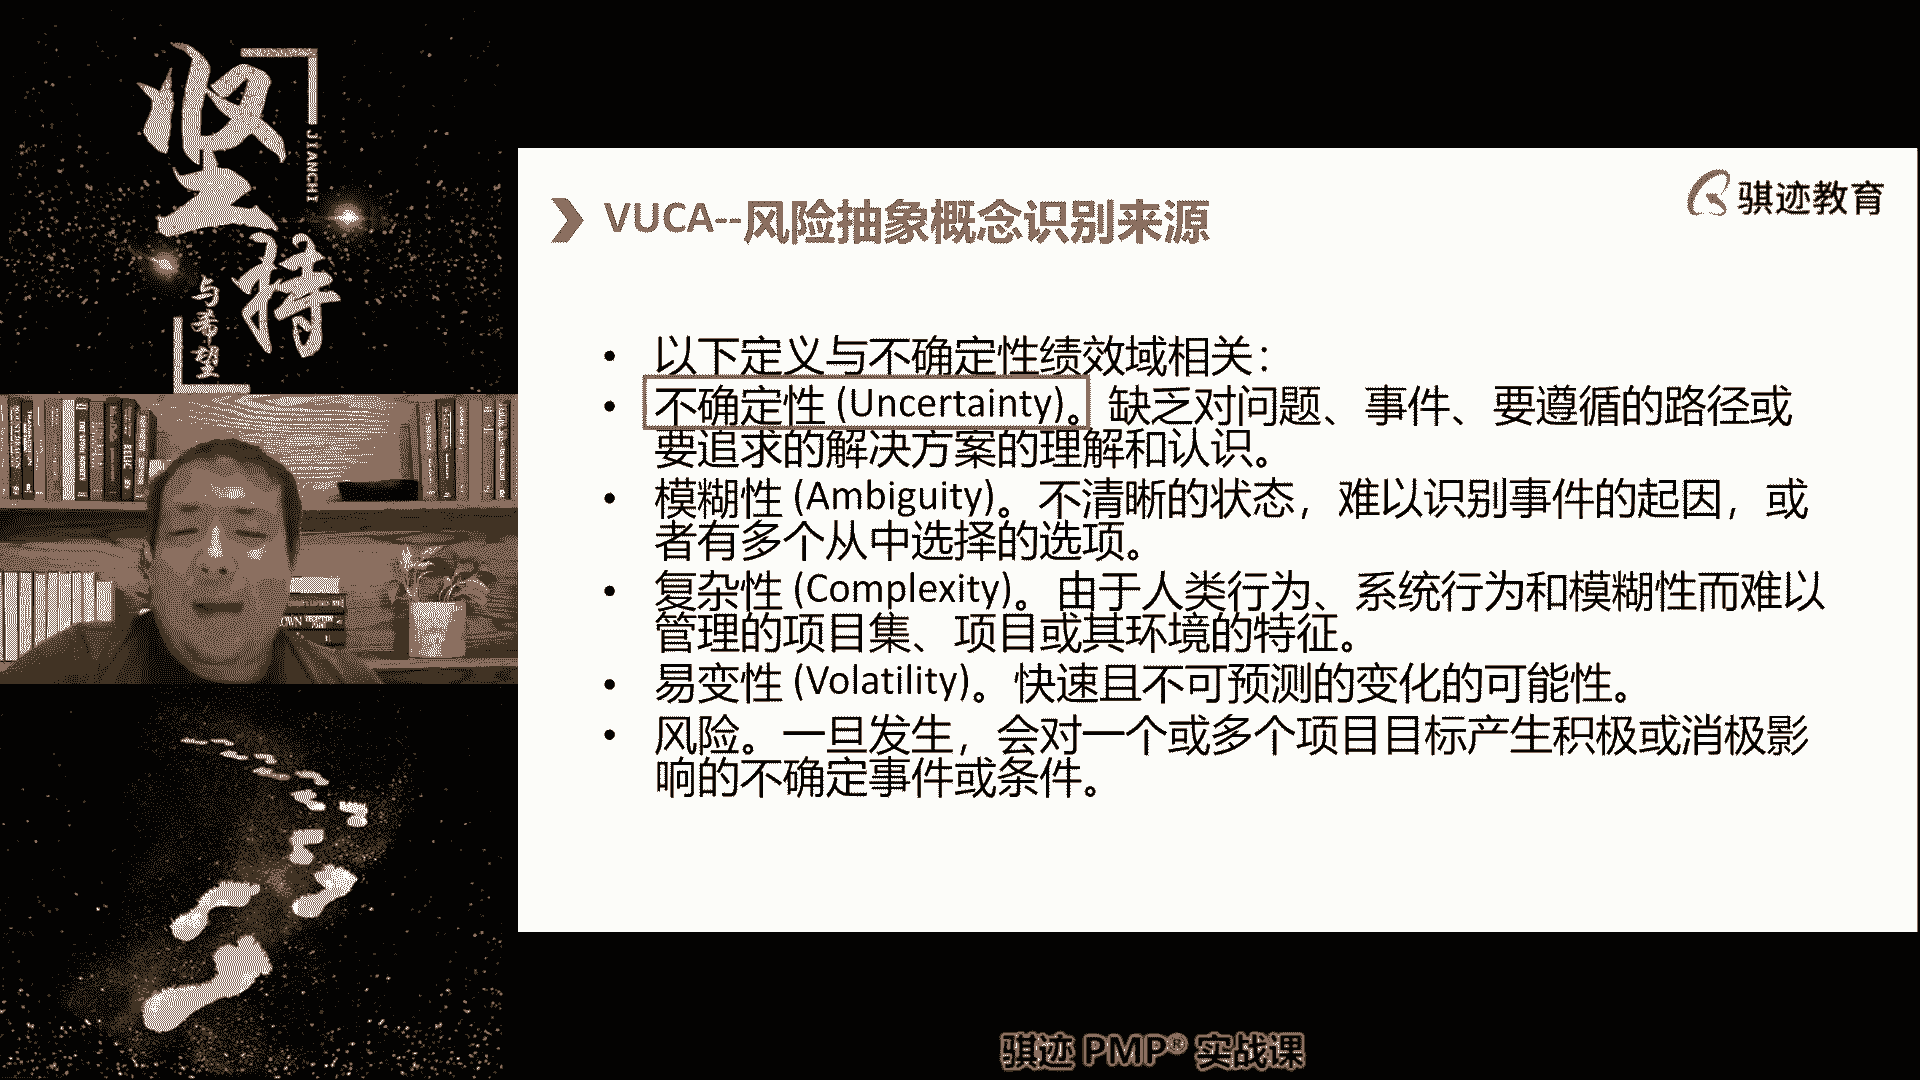 坚持
JIANCHI
与希望
骐迹教育
VUCA--风险抽象概念识别来源
• 以下定义与不确定性绩效域相关：
• 不确定性 (Uncertainty)。缺乏对问题、事件、要遵循的路径或
要追求的解决方案的理解和认识。
• 模糊性 (Ambiguity)。不清晰的状态，难以识别事件的起因，或
者有多个从中选择的选项。
• 复杂性 (Complexity)。由于人类行为、系统行为和模糊性而难以
管理的项目集、项目或其环境的特征。
• 易变性 (Volatility)。快速且不可预测的变化的可能性。
• 风险。一旦发生，会对一个或多个项目目标产生积极或消极影
响的不确定事件或条件。
骐迹 PMP® 实战课